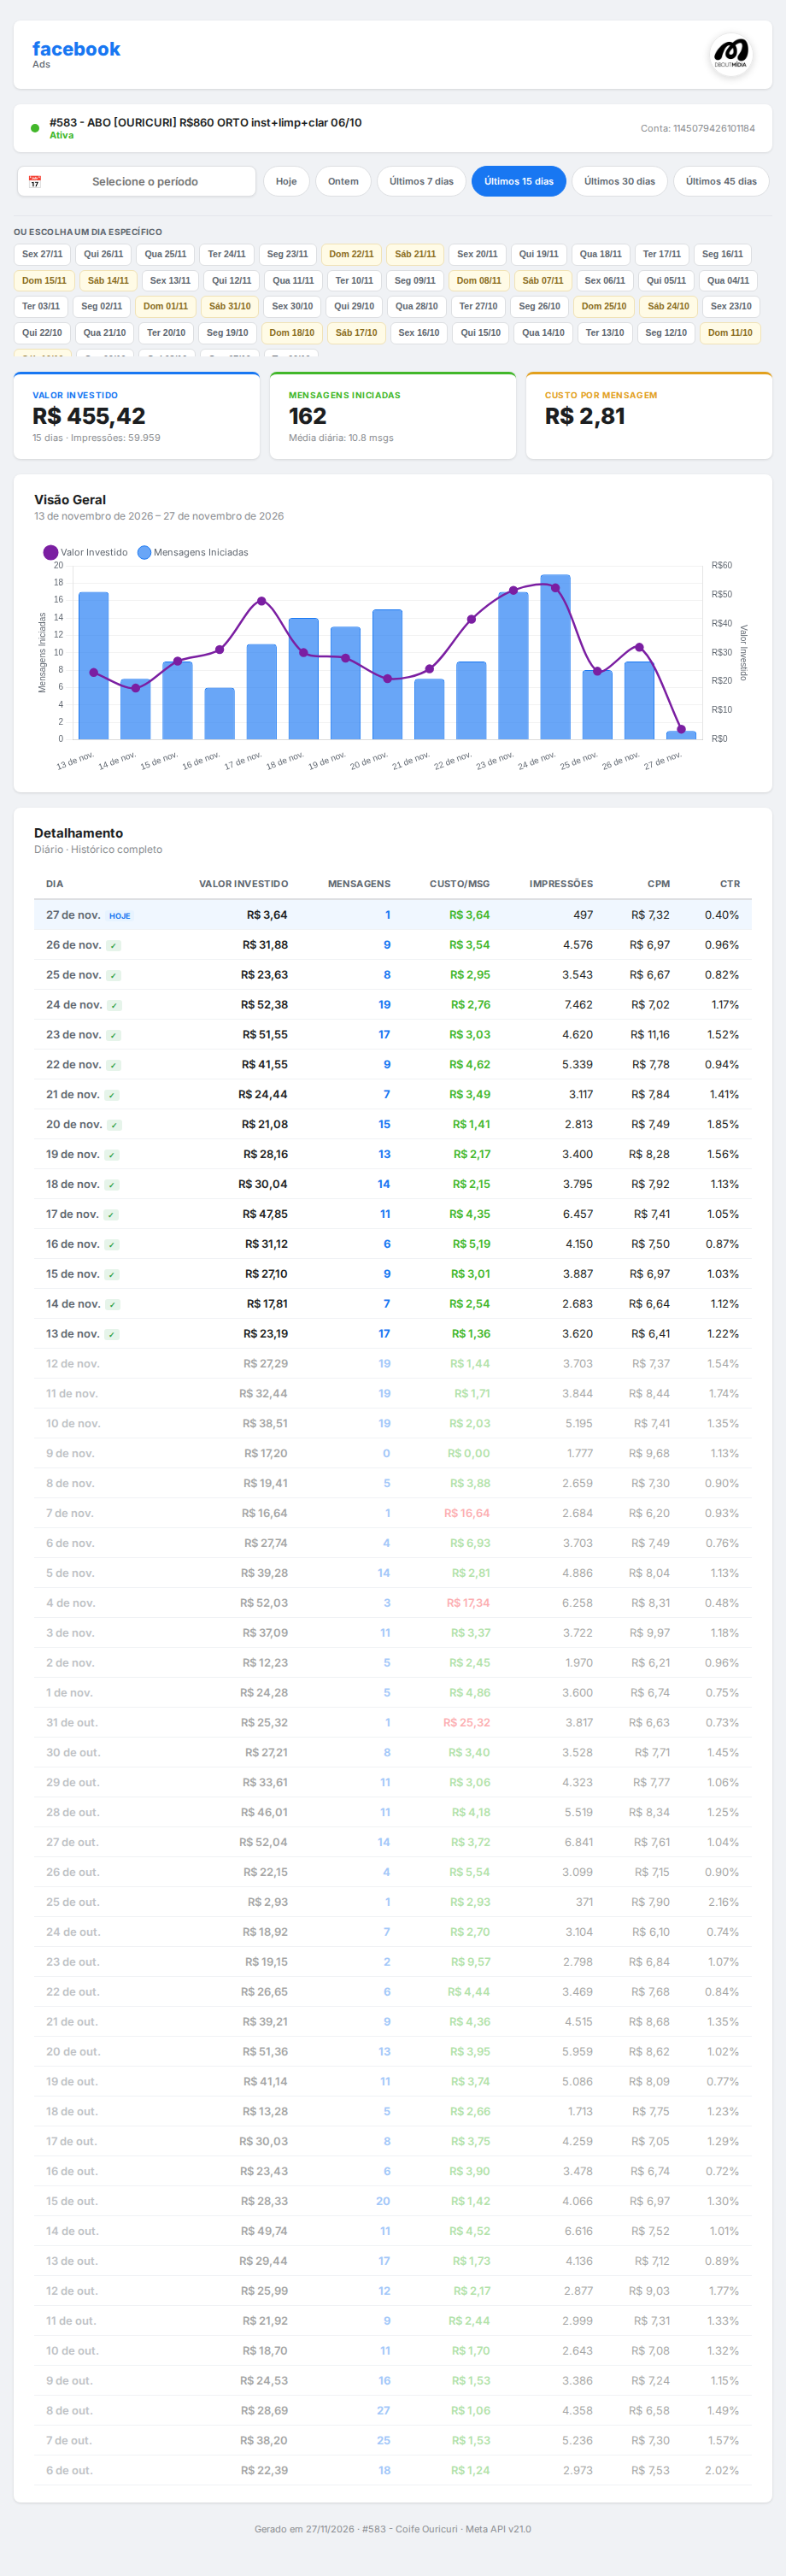 facebook
Ads
DBOUTMÍDIA
#583 - ABO [OURICURI] R$860 ORTO inst+limp+clar 06/10
Ativa
Conta: 1145079426101184
Selecione o período
Hoje
Ontem
Últimos 7 dias
Últimos 15 dias
Últimos 30 dias
Últimos 45 dias
OU ESCOLHA UM DIA ESPECÍFICO
Sex 27/11 Qui 26/11 Qua 25/11 Ter 24/11 Seg 23/11 Dom 22/11 Sáb 21/11 Sex 20/11 Qui 19/11 Qua 18/11 Ter 17/11 Seg 16/11
Dom 15/11 Sáb 14/11 Sex 13/11 Qui 12/11 Qua 11/11 Ter 10/11 Seg 09/11 Dom 08/11 Sáb 07/11 Sex 06/11 Qui 05/11 Qua 04/11
Ter 03/11 Seg 02/11 Dom 01/11 Sáb 31/10 Sex 30/10 Qui 29/10 Qua 28/10 Ter 27/10 Seg 26/10 Dom 25/10 Sáb 24/10 Sex 23/10
Qui 22/10 Qua 21/10 Ter 20/10 Seg 19/10 Dom 18/10 Sáb 17/10 Sex 16/10 Qui 15/10 Qua 14/10 Ter 13/10 Seg 12/10 Dom 11/10
VALOR INVESTIDO
R$ 455,42
15 dias · Impressões: 59.959
MENSAGENS INICIADAS
162
Média diária: 10.8 msgs
CUSTO POR MENSAGEM
R$ 2,81
Visão Geral
13 de novembro de 2026 – 27 de novembro de 2026
Valor Investido
Mensagens Iniciadas
20
18
16
14
12
10
8
6
4
2
0
Mensagens Iniciadas
R$60
R$50
R$40
R$30
R$20
R$10
R$0
Valor Investido
13 de nov. 14 de nov. 15 de nov. 16 de nov. 17 de nov. 18 de nov. 19 de nov. 20 de nov. 21 de nov. 22 de nov. 23 de nov. 24 de nov. 25 de nov. 26 de nov. 27 de nov.
Detalhamento
Diário · Histórico completo
DIA VALOR INVESTIDO MENSAGENS CUSTO/MSG IMPRESSÕES CPM CTR
27 de nov. HOJE R$ 3,64 1 R$ 3,64 497 R$ 7,32 0.40%
26 de nov. ✓ R$ 31,88 9 R$ 3,54 4.576 R$ 6,97 0.96%
25 de nov. ✓ R$ 23,63 8 R$ 2,95 3.543 R$ 6,67 0.82%
24 de nov. ✓ R$ 52,38 19 R$ 2,76 7.462 R$ 7,02 1.17%
23 de nov. ✓ R$ 51,55 17 R$ 3,03 4.620 R$ 11,16 1.52%
22 de nov. ✓ R$ 41,55 9 R$ 4,62 5.339 R$ 7,78 0.94%
21 de nov. ✓ R$ 24,44 7 R$ 3,49 3.117 R$ 7,84 1.41%
20 de nov. ✓ R$ 21,08 15 R$ 1,41 2.813 R$ 7,49 1.85%
19 de nov. ✓ R$ 28,16 13 R$ 2,17 3.400 R$ 8,28 1.56%
18 de nov. ✓ R$ 30,04 14 R$ 2,15 3.795 R$ 7,92 1.13%
17 de nov. ✓ R$ 47,85 11 R$ 4,35 6.457 R$ 7,41 1.05%
16 de nov. ✓ R$ 31,12 6 R$ 5,19 4.150 R$ 7,50 0.87%
15 de nov. ✓ R$ 27,10 9 R$ 3,01 3.887 R$ 6,97 1.03%
14 de nov. ✓ R$ 17,81 7 R$ 2,54 2.683 R$ 6,64 1.12%
13 de nov. ✓ R$ 23,19 17 R$ 1,36 3.620 R$ 6,41 1.22%
12 de nov. R$ 27,29 19 R$ 1,44 3.703 R$ 7,37 1.54%
11 de nov. R$ 32,44 19 R$ 1,71 3.844 R$ 8,44 1.74%
10 de nov. R$ 38,51 19 R$ 2,03 5.195 R$ 7,41 1.35%
9 de nov. R$ 17,20 0 R$ 0,00 1.777 R$ 9,68 1.13%
8 de nov. R$ 19,41 5 R$ 3,88 2.659 R$ 7,30 0.90%
7 de nov. R$ 16,64 1 R$ 16,64 2.684 R$ 6,20 0.93%
6 de nov. R$ 27,74 4 R$ 6,93 3.703 R$ 7,49 0.76%
5 de nov. R$ 39,28 14 R$ 2,81 4.886 R$ 8,04 1.13%
4 de nov. R$ 52,03 3 R$ 17,34 6.258 R$ 8,31 0.48%
3 de nov. R$ 37,09 11 R$ 3,37 3.722 R$ 9,97 1.18%
2 de nov. R$ 12,23 5 R$ 2,45 1.970 R$ 6,21 0.96%
1 de nov. R$ 24,28 5 R$ 4,86 3.600 R$ 6,74 0.75%
31 de out. R$ 25,32 1 R$ 25,32 3.817 R$ 6,63 0.73%
30 de out. R$ 27,21 8 R$ 3,40 3.528 R$ 7,71 1.45%
29 de out. R$ 33,61 11 R$ 3,06 4.323 R$ 7,77 1.06%
28 de out. R$ 46,01 11 R$ 4,18 5.519 R$ 8,34 1.25%
27 de out. R$ 52,04 14 R$ 3,72 6.841 R$ 7,61 1.04%
26 de out. R$ 22,15 4 R$ 5,54 3.099 R$ 7,15 0.90%
25 de out. R$ 2,93 1 R$ 2,93 371 R$ 7,90 2.16%
24 de out. R$ 18,92 7 R$ 2,70 3.104 R$ 6,10 0.74%
23 de out. R$ 19,15 2 R$ 9,57 2.798 R$ 6,84 1.07%
22 de out. R$ 26,65 6 R$ 4,44 3.469 R$ 7,68 0.84%
21 de out. R$ 39,21 9 R$ 4,36 4.515 R$ 8,68 1.35%
20 de out. R$ 51,36 13 R$ 3,95 5.959 R$ 8,62 1.02%
19 de out. R$ 41,14 11 R$ 3,74 5.086 R$ 8,09 0.77%
18 de out. R$ 13,28 5 R$ 2,66 1.713 R$ 7,75 1.23%
17 de out. R$ 30,03 8 R$ 3,75 4.259 R$ 7,05 1.29%
16 de out. R$ 23,43 6 R$ 3,90 3.478 R$ 6,74 0.72%
15 de out. R$ 28,33 20 R$ 1,42 4.066 R$ 6,97 1.30%
14 de out. R$ 49,74 11 R$ 4,52 6.616 R$ 7,52 1.01%
13 de out. R$ 29,44 17 R$ 1,73 4.136 R$ 7,12 0.89%
12 de out. R$ 25,99 12 R$ 2,17 2.877 R$ 9,03 1.77%
11 de out. R$ 21,92 9 R$ 2,44 2.999 R$ 7,31 1.33%
10 de out. R$ 18,70 11 R$ 1,70 2.643 R$ 7,08 1.32%
9 de out. R$ 24,53 16 R$ 1,53 3.386 R$ 7,24 1.15%
8 de out. R$ 28,69 27 R$ 1,06 4.358 R$ 6,58 1.49%
7 de out. R$ 38,20 25 R$ 1,53 5.236 R$ 7,30 1.57%
6 de out. R$ 22,39 18 R$ 1,24 2.973 R$ 7,53 2.02%
Gerado em 27/11/2026 · #583 - Coife Ouricuri · Meta API v21.0